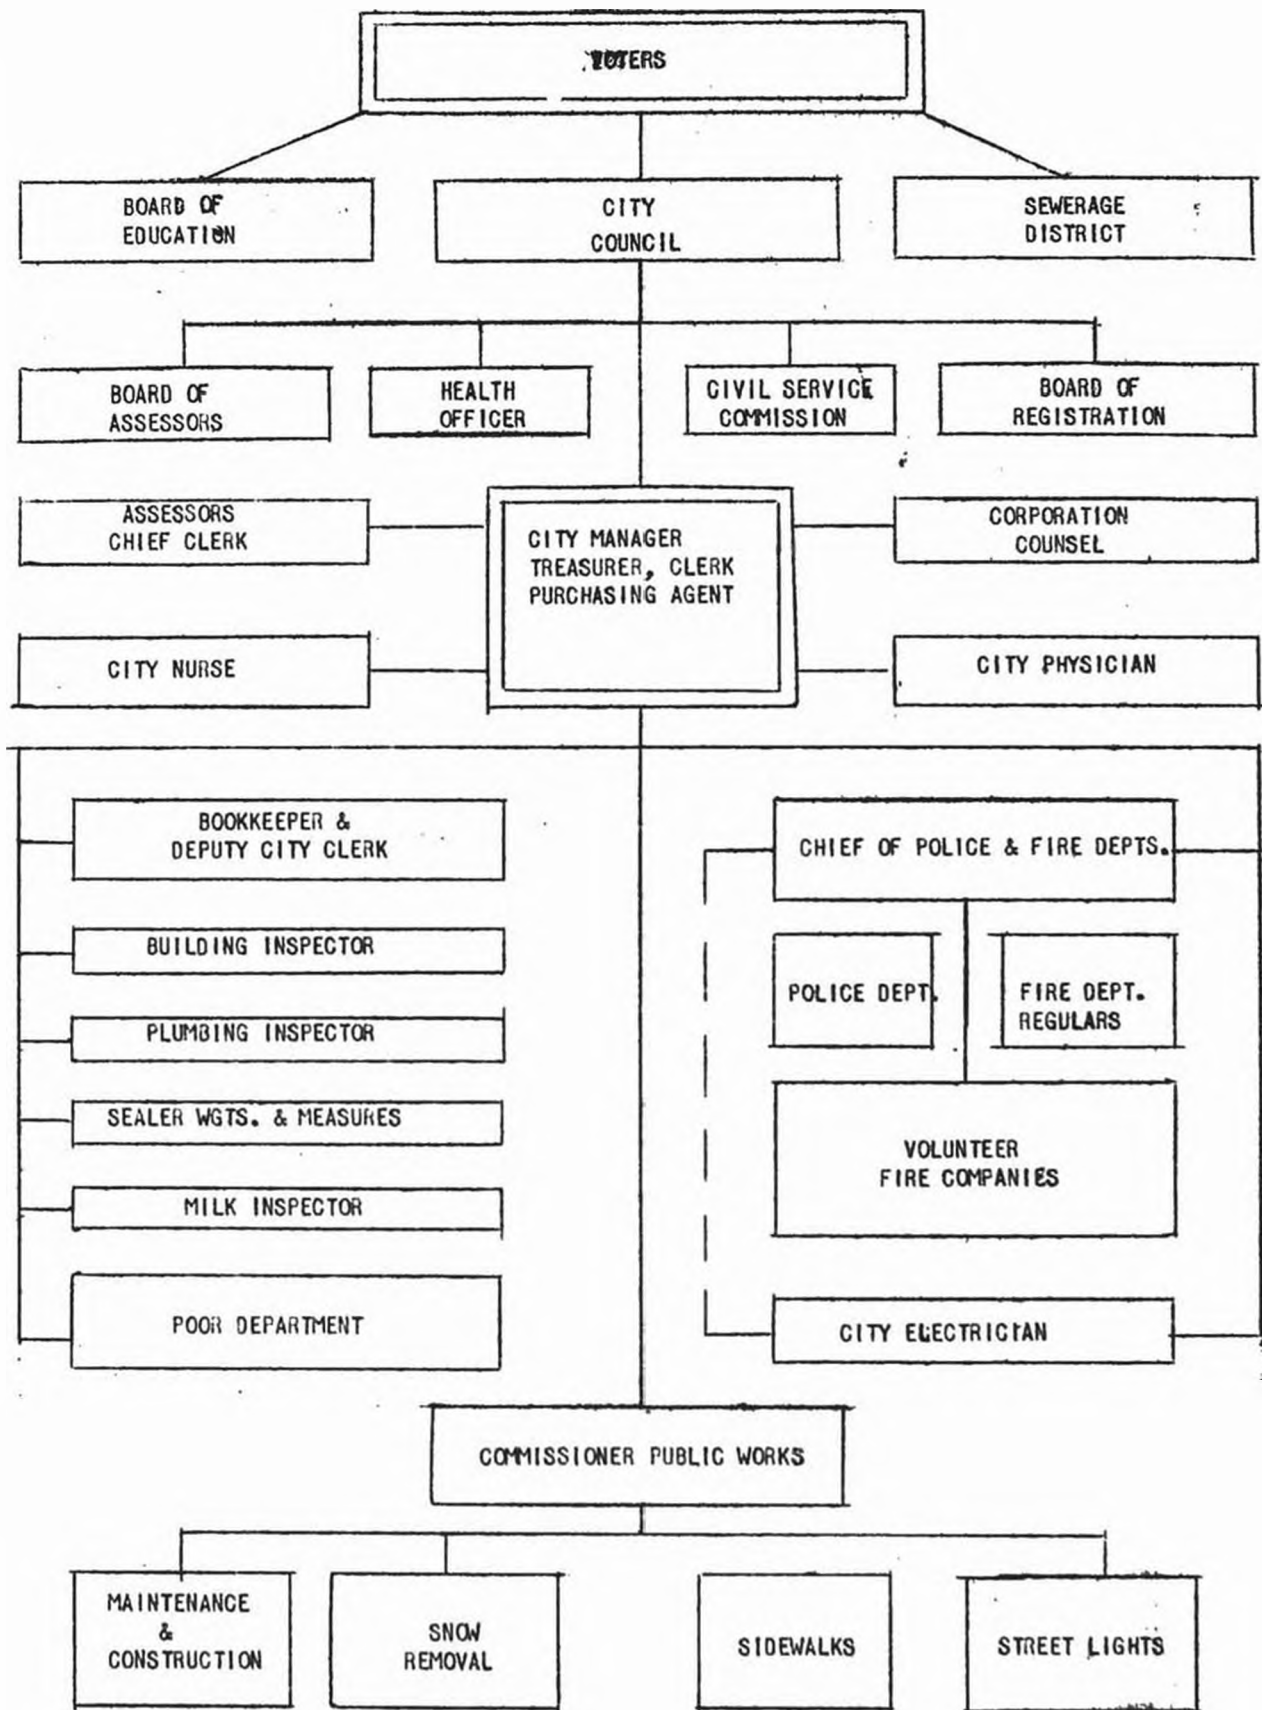 VOTERS
BOARD OF
EDUCATION
CITY
COUNCIL
SEWERAGE
DISTRICT
BOARD OF
ASSESSORS
HEALTH
OFFICER
CIVIL SERVICE
COMMISSION
BOARD OF
REGISTRATION
ASSESSORS
CHIEF CLERK
CITY MANAGER
TREASURER, CLERK
PURCHASING AGENT
CORPORATION
COUNSEL
CITY NURSE
CITY PHYSICIAN
BOOKKEEPER &
DEPUTY CITY CLERK
BUILDING INSPECTOR
PLUMBING INSPECTOR
SEALER WGTS. & MEASURES
MILK INSPECTOR
POOR DEPARTMENT
CHIEF OF POLICE & FIRE DEPTS.
POLICE DEPT.
FIRE DEPT.
REGULARS
VOLUNTEER
FIRE COMPANIES
CITY ELECTRICIAN
COMMISSIONER PUBLIC WORKS
MAINTENANCE
&
CONSTRUCTION
SNOW
REMOVAL
SIDEWALKS
STREET LIGHTS